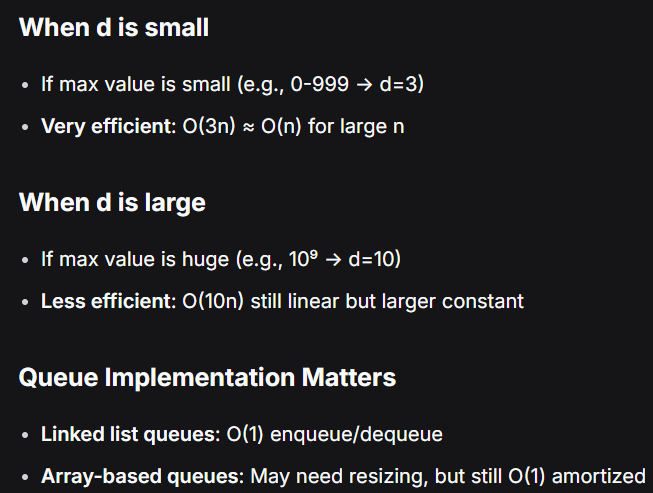 When d is small
• If max value is small (e.g., 0-999 → d=3)
• Very efficient: O(3n) ≈ O(n) for large n
When d is large
• If max value is huge (e.g., 10⁹ → d=10)
• Less efficient: O(10n) still linear but larger constant
Queue Implementation Matters
• Linked list queues: O(1) enqueue/dequeue
• Array-based queues: May need resizing, but still O(1) amortized